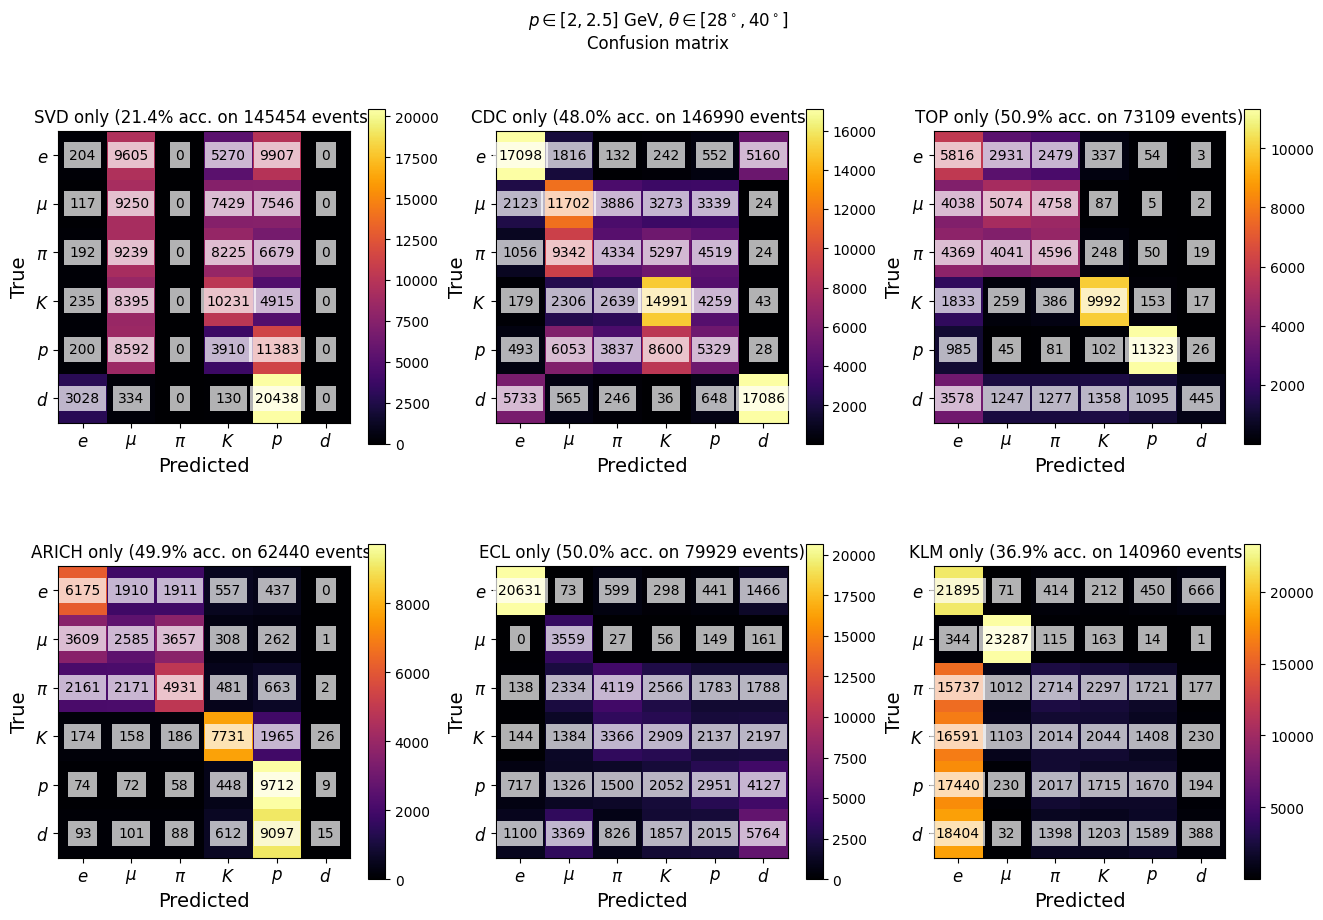 p ∈ [2, 2.5] GeV, θ ∈ [28°, 40°]
Confusion matrix
SVD only (21.4% acc. on 145454 events
True
e 204 9605 0 5270 9907 0
μ 117 9250 0 7429 7546 0
π 192 9239 0 8225 6679 0
K 235 8395 0 10231 4915 0
p 200 8592 0 3910 11383 0
d 3028 334 0 130 20438 0
e μ π K p d
Predicted
20000
17500
15000
12500
10000
7500
5000
2500
0
CDC only (48.0% acc. on 146990 events
True
e 17098 1816 132 242 552 5160
μ 2123 11702 3886 3273 3339 24
π 1056 9342 4334 5297 4519 24
K 179 2306 2639 14991 4259 43
p 493 6053 3837 8600 5329 28
d 5733 565 246 36 648 17086
e μ π K p d
Predicted
16000
14000
12000
10000
8000
6000
4000
2000
TOP only (50.9% acc. on 73109 events)
True
e 5816 2931 2479 337 54 3
μ 4038 5074 4758 87 5 2
π 4369 4041 4596 248 50 19
K 1833 259 386 9992 153 17
p 985 45 81 102 11323 26
d 3578 1247 1277 1358 1095 445
e μ π K p d
Predicted
10000
8000
6000
4000
2000
ARICH only (49.9% acc. on 62440 events
True
e 6175 1910 1911 557 437 0
μ 3609 2585 3657 308 262 1
π 2161 2171 4931 481 663 2
K 174 158 186 7731 1965 26
p 74 72 58 448 9712 9
d 93 101 88 612 9097 15
e μ π K p d
Predicted
8000
6000
4000
2000
0
ECL only (50.0% acc. on 79929 events)
True
e 20631 73 599 298 441 1466
μ 0 3559 27 56 149 161
π 138 2334 4119 2566 1783 1788
K 144 1384 3366 2909 2137 2197
p 717 1326 1500 2052 2951 4127
d 1100 3369 826 1857 2015 5764
e μ π K p d
Predicted
20000
17500
15000
12500
10000
7500
5000
2500
0
KLM only (36.9% acc. on 140960 events
True
e 21895 71 414 212 450 666
μ 344 23287 115 163 14 1
π 15737 1012 2714 2297 1721 177
K 16591 1103 2014 2044 1408 230
p 17440 230 2017 1715 1670 194
d 18404 32 1398 1203 1589 388
e μ π K p d
Predicted
20000
15000
10000
5000